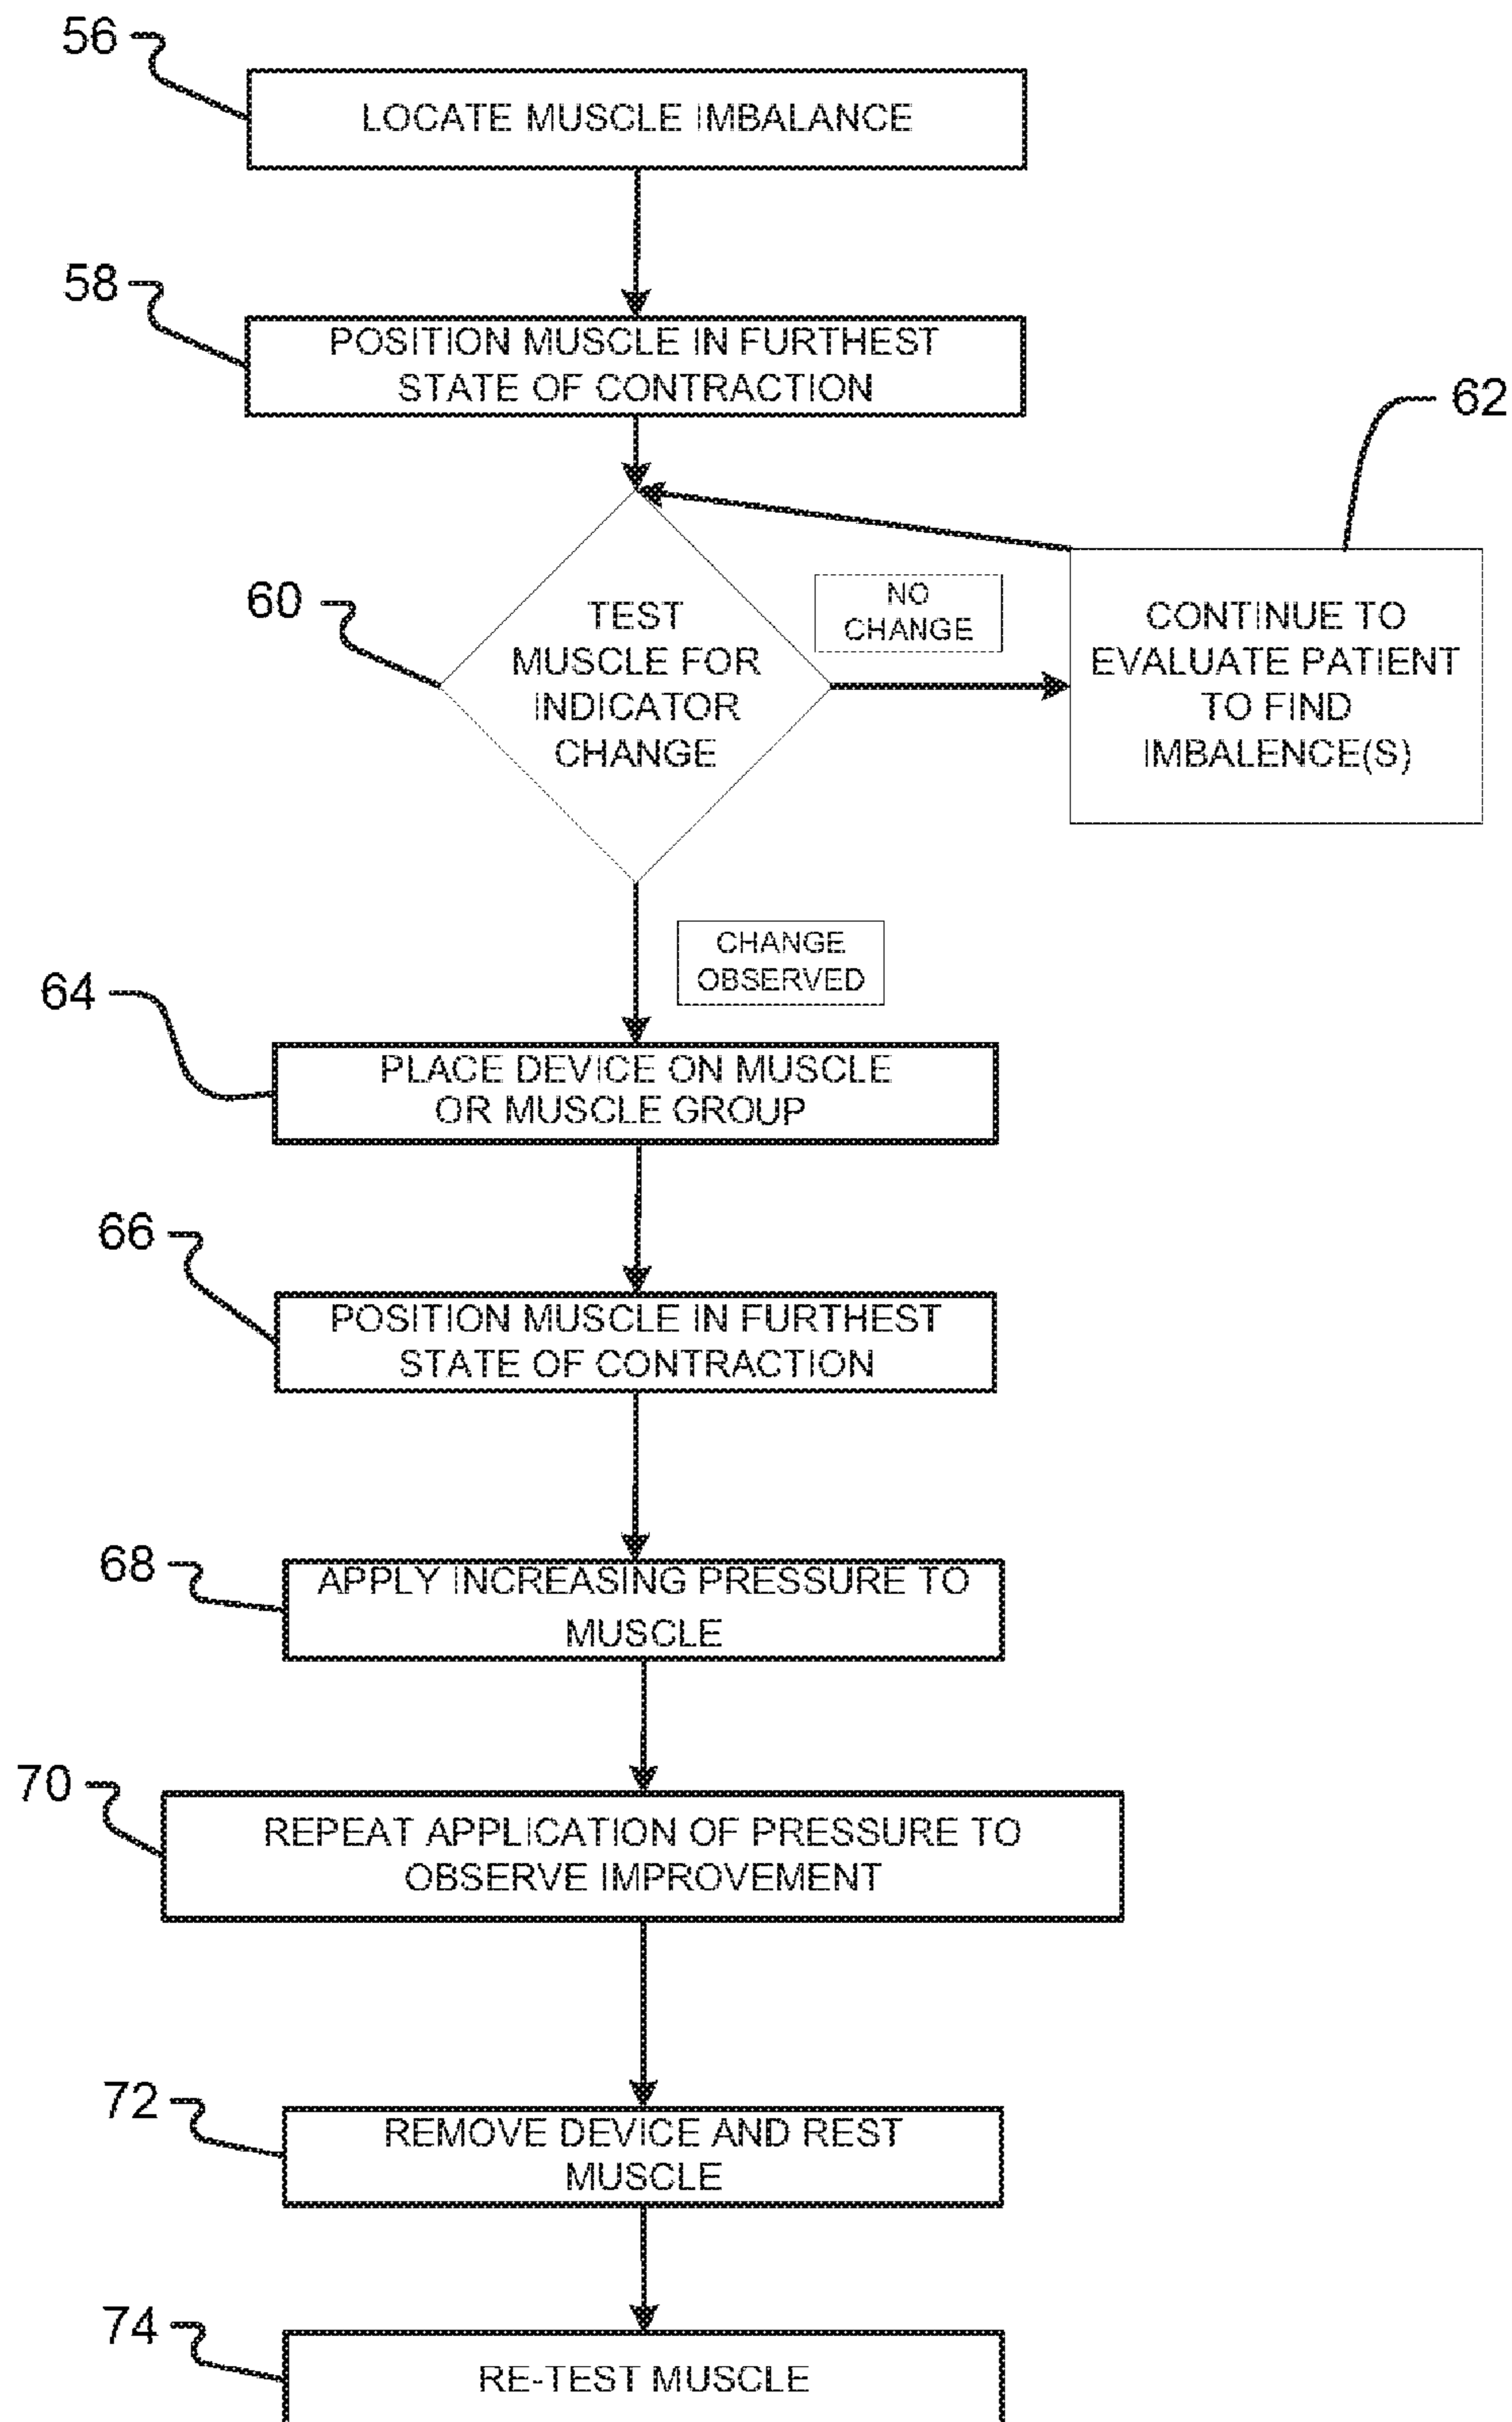 56
LOCATE MUSCLE IMBALANCE
58
POSITION MUSCLE IN FURTHEST
STATE OF CONTRACTION
62
60
TEST
MUSCLE FOR
INDICATOR
CHANGE
NO
CHANGE
CONTINUE TO
EVALUATE PATIENT
TO FIND
IMBALENCE(S)
CHANGE
OBSERVED
64
PLACE DEVICE ON MUSCLE
OR MUSCLE GROUP
66
POSITION MUSCLE IN FURTHEST
STATE OF CONTRACTION
68
APPLY INCREASING PRESSURE TO
MUSCLE
70
REPEAT APPLICATION OF PRESSURE TO
OBSERVE IMPROVEMENT
72
REMOVE DEVICE AND REST
MUSCLE
74
RE-TEST MUSCLE